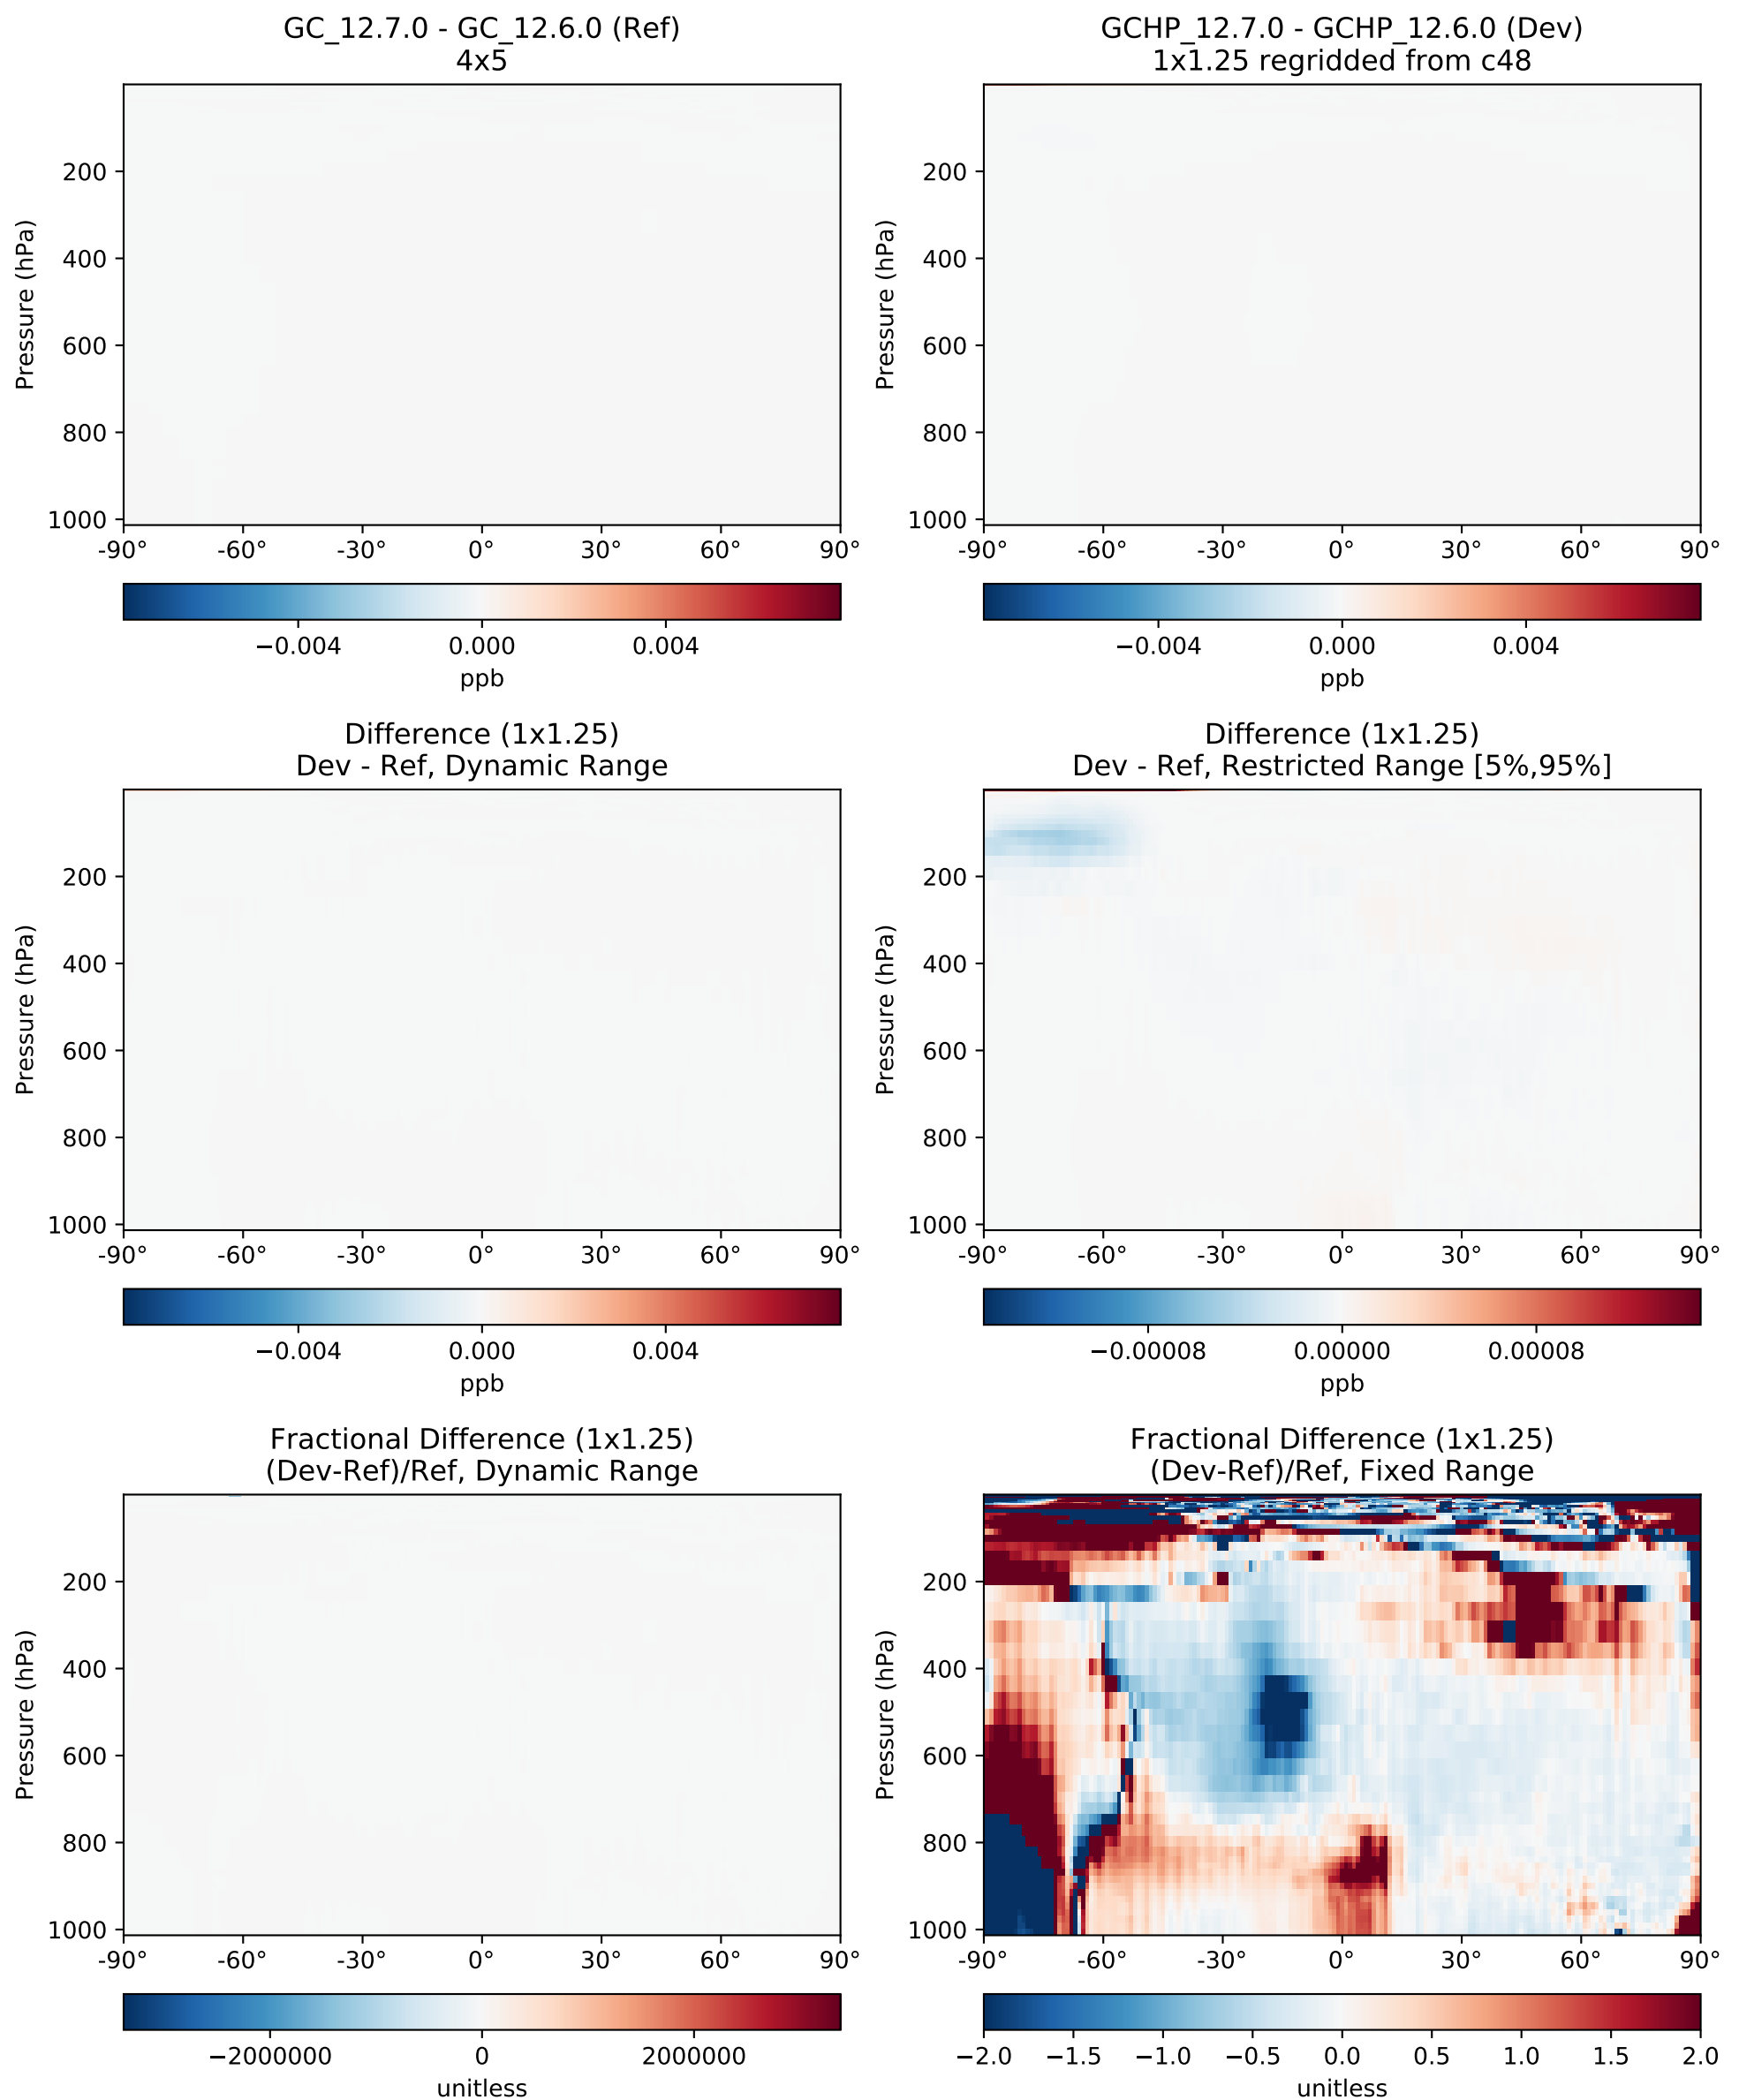 GC_12.7.0 - GC_12.6.0 (Ref)
4x5
Pressure (hPa)
200
400
600
800
1000
-90° -60° -30° 0° 30° 60° 90°
−0.004 0.000 0.004
ppb
GCHP_12.7.0 - GCHP_12.6.0 (Dev)
1x1.25 regridded from c48
Pressure (hPa)
200
400
600
800
1000
-90° -60° -30° 0° 30° 60° 90°
−0.004 0.000 0.004
ppb
Difference (1x1.25)
Dev - Ref, Dynamic Range
Pressure (hPa)
200
400
600
800
1000
-90° -60° -30° 0° 30° 60° 90°
−0.004 0.000 0.004
ppb
Difference (1x1.25)
Dev - Ref, Restricted Range [5%,95%]
Pressure (hPa)
200
400
600
800
1000
-90° -60° -30° 0° 30° 60° 90°
−0.00008 0.00000 0.00008
ppb
Fractional Difference (1x1.25)
(Dev-Ref)/Ref, Dynamic Range
Pressure (hPa)
200
400
600
800
1000
-90° -60° -30° 0° 30° 60° 90°
−2000000 0 2000000
unitless
Fractional Difference (1x1.25)
(Dev-Ref)/Ref, Fixed Range
Pressure (hPa)
200
400
600
800
1000
-90° -60° -30° 0° 30° 60° 90°
−2.0 −1.5 −1.0 −0.5 0.0 0.5 1.0 1.5 2.0
unitless